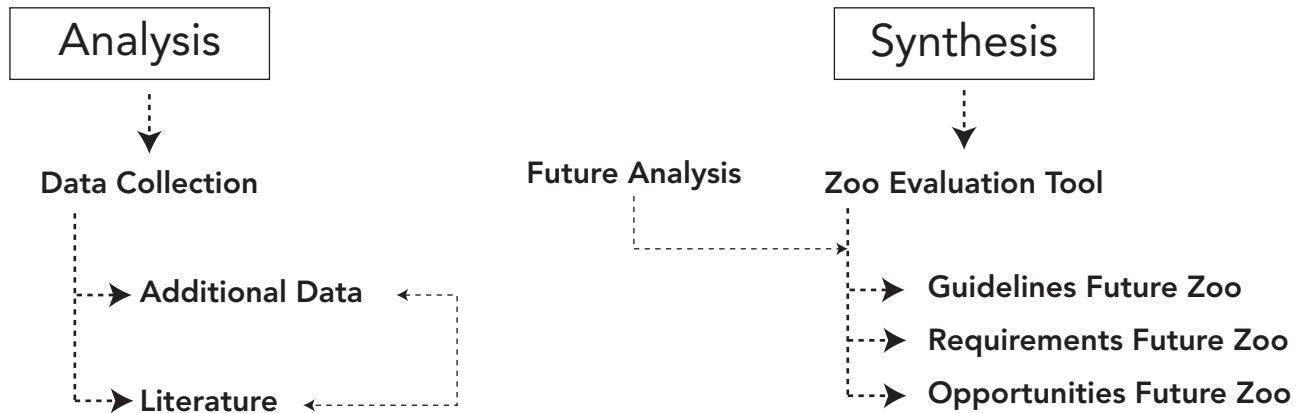 Analysis
Data Collection
Additional Data
Literature
Future Analysis
Synthesis
Zoo Evaluation Tool
Guidelines Future Zoo
Requirements Future Zoo
Opportunities Future Zoo